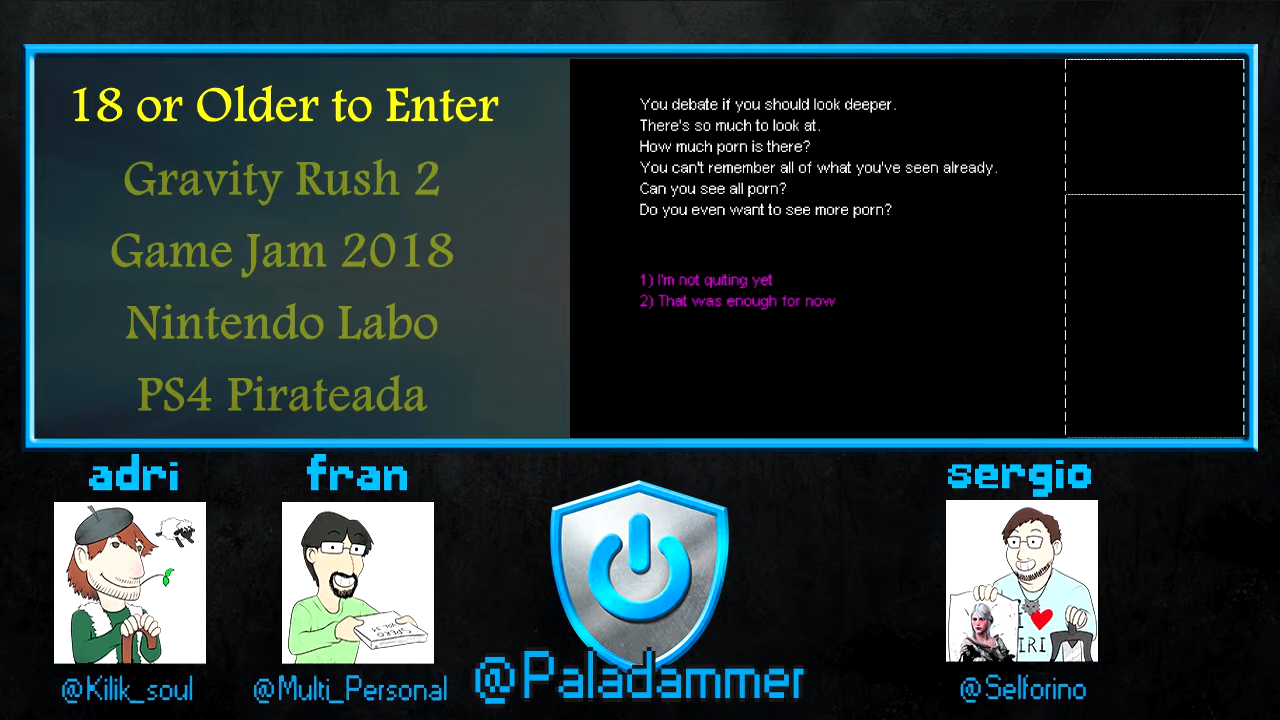 18 or Older to Enter
Gravity Rush 2
Game Jam 2018
Nintendo Labo
PS4 Pirateada
You debate if you should look deeper.
There's so much to look at.
How much porn is there?
You can't remember all of what you've seen already.
Can you see all porn?
Do you even want to see more porn?
1) I'm not quiting yet
2) That was enough for now
adri
fran
sergio
I
IRI
@Kilik_soul
@Multi_Personal
@Paladammer
@Selforino